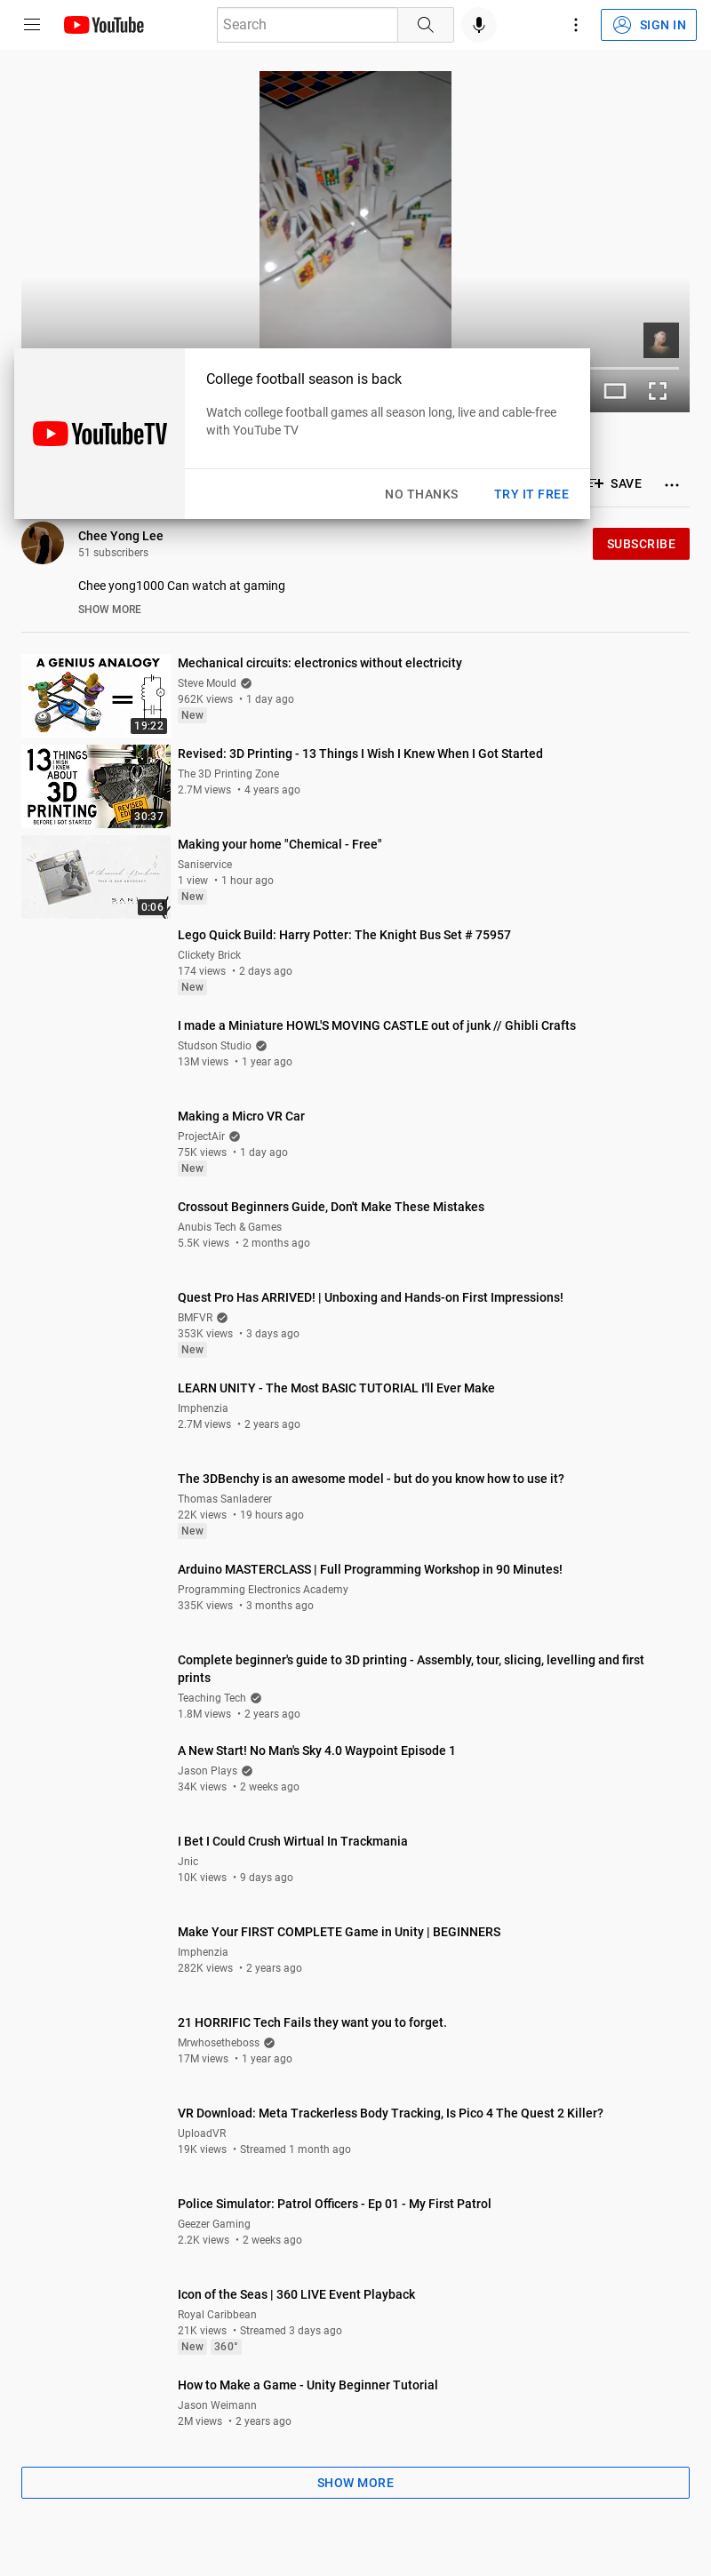 YouTube
Search
SIGN IN
College football season is back
Watch college football games all season long, live and cable-free
with YouTube TV
YouTubeTV
NO THANKS
TRY IT FREE
SAVE
Chee Yong Lee
51 subscribers
SUBSCRIBE
Chee yong1000 Can watch at gaming
SHOW MORE
A GENIUS ANALOGY
=
19:22
Mechanical circuits: electronics without electricity
Steve Mould
962K views • 1 day ago
New
13 THINGS
I WISH
I KNEW
WHEN I
ABOUT
3D
PRINTING
BEFORE I GOT STARTED
REVISED
EDITION
30:37
Revised: 3D Printing - 13 Things I Wish I Knew When I Got Started
The 3D Printing Zone
2.7M views • 4 years ago
0:06
Making your home "Chemical - Free"
Saniservice
1 view • 1 hour ago
New
Lego Quick Build: Harry Potter: The Knight Bus Set # 75957
Clickety Brick
174 views • 2 days ago
New
I made a Miniature HOWL'S MOVING CASTLE out of junk // Ghibli Crafts
Studson Studio
13M views • 1 year ago
Making a Micro VR Car
ProjectAir
75K views • 1 day ago
New
Crossout Beginners Guide, Don't Make These Mistakes
Anubis Tech & Games
5.5K views • 2 months ago
Quest Pro Has ARRIVED! | Unboxing and Hands-on First Impressions!
BMFVR
353K views • 3 days ago
New
LEARN UNITY - The Most BASIC TUTORIAL I'll Ever Make
Imphenzia
2.7M views • 2 years ago
The 3DBenchy is an awesome model - but do you know how to use it?
Thomas Sanladerer
22K views • 19 hours ago
New
Arduino MASTERCLASS | Full Programming Workshop in 90 Minutes!
Programming Electronics Academy
335K views • 3 months ago
Complete beginner's guide to 3D printing - Assembly, tour, slicing, levelling and first
prints
Teaching Tech
1.8M views • 2 years ago
A New Start! No Man's Sky 4.0 Waypoint Episode 1
Jason Plays
34K views • 2 weeks ago
I Bet I Could Crush Wirtual In Trackmania
Jnic
10K views • 9 days ago
Make Your FIRST COMPLETE Game in Unity | BEGINNERS
Imphenzia
282K views • 2 years ago
21 HORRIFIC Tech Fails they want you to forget.
Mrwhosetheboss
17M views • 1 year ago
VR Download: Meta Trackerless Body Tracking, Is Pico 4 The Quest 2 Killer?
UploadVR
19K views • Streamed 1 month ago
Police Simulator: Patrol Officers - Ep 01 - My First Patrol
Geezer Gaming
2.2K views • 2 weeks ago
Icon of the Seas | 360 LIVE Event Playback
Royal Caribbean
21K views • Streamed 3 days ago
New 360°
How to Make a Game - Unity Beginner Tutorial
Jason Weimann
2M views • 2 years ago
SHOW MORE